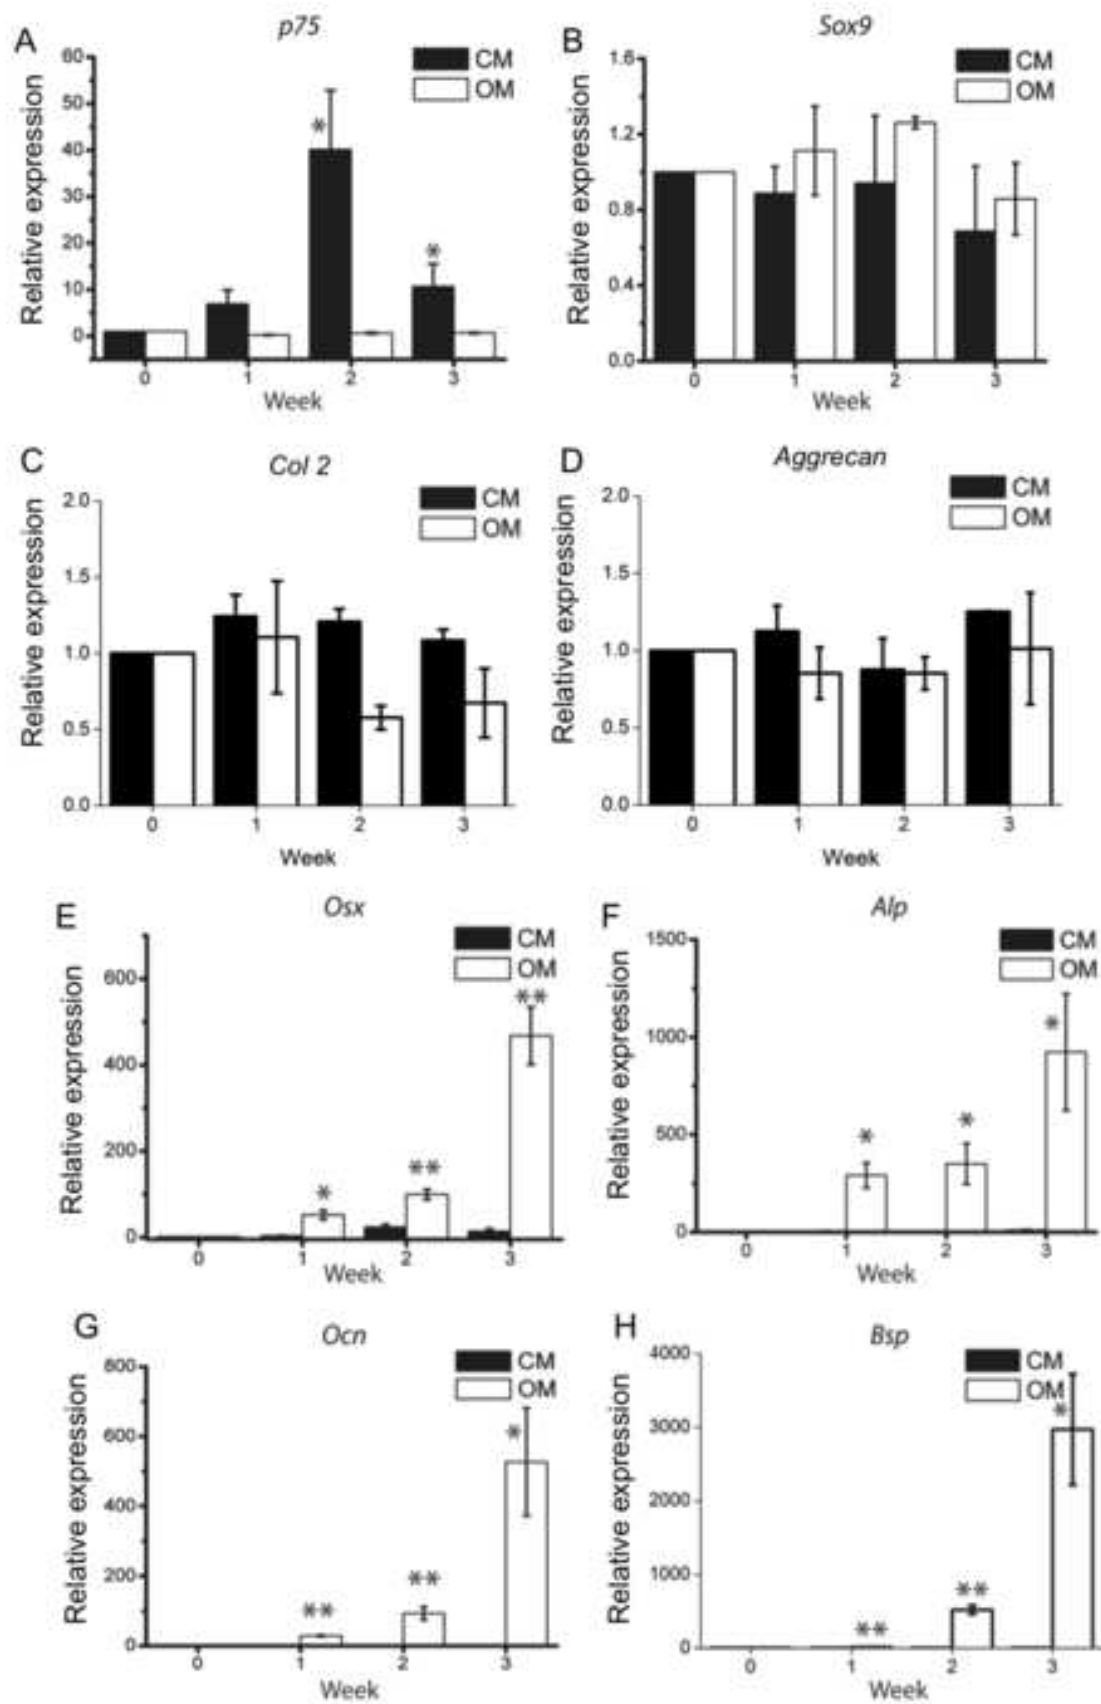 A
p75
CM
OM
Relative expression
60
50
40
30
20
10
0
*
*
0 1 2 3
Week
B
Sox9
CM
OM
Relative expression
1.6
1.2
0.8
0.4
0.0
0 1 2 3
Week
C
Col 2
CM
OM
Relative expression
2.0
1.5
1.0
0.5
0.0
0 1 2 3
Week
D
Aggrecan
CM
OM
Relative expression
2.0
1.5
1.0
0.5
0.0
0 1 2 3
Week
E
Osx
CM
OM
Relative expression
600
400
200
0
*
**
**
0 1 2 3
Week
F
Alp
CM
OM
Relative expression
1500
1000
500
0
*
*
*
0 1 2 3
Week
G
Ocn
CM
OM
Relative expression
800
600
400
200
0
**
**
*
0 1 2 3
Week
H
Bsp
CM
OM
Relative expression
4000
3000
2000
1000
0
**
**
*
0 1 2 3
Week